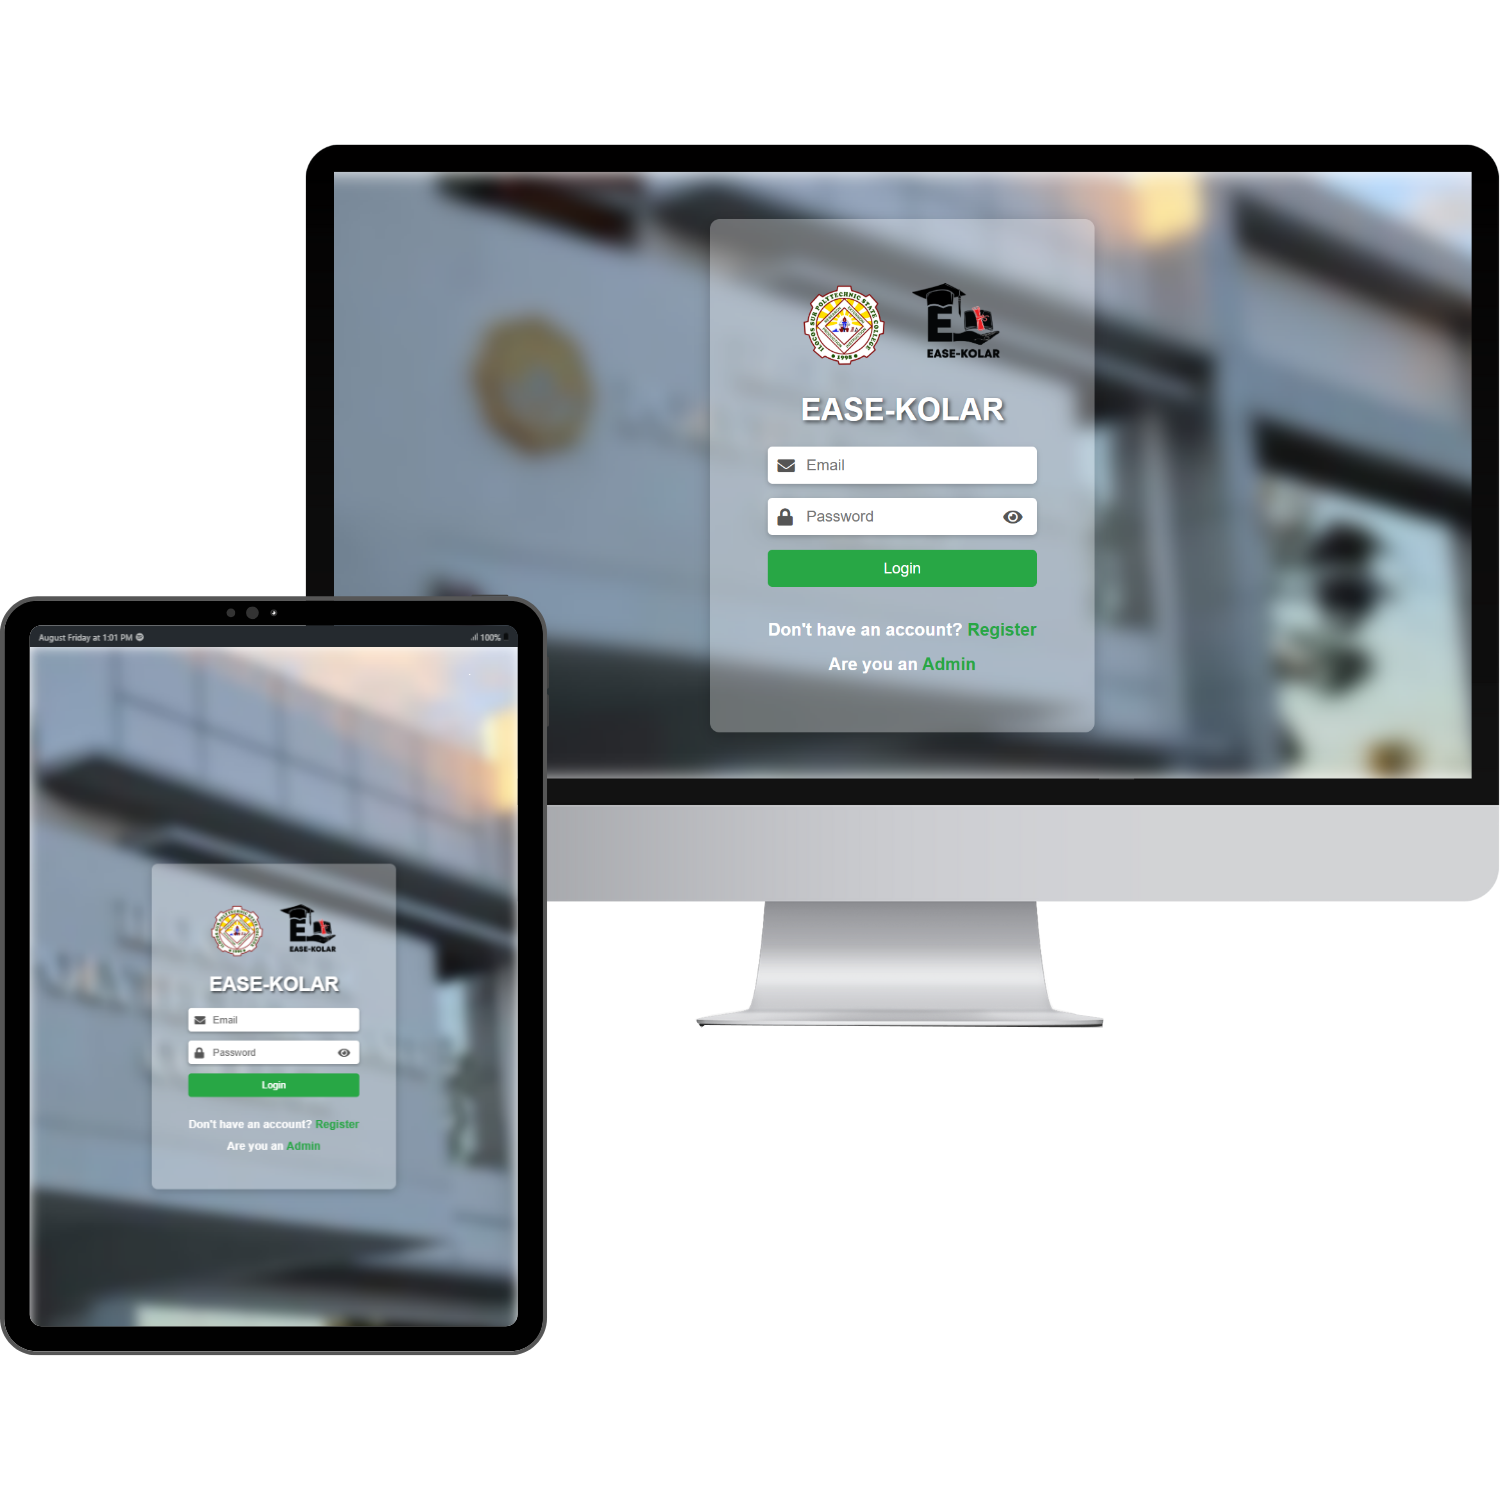 ILOCOS SUR POLYTECHNIC STATE COLLEGE
1998
E
EASE-KOLAR
EASE-KOLAR
Email
Password
Login
Don't have an account? Register
Are you an Admin
August Friday at 1:01 PM
100%
E
EASE-KOLAR
EASE-KOLAR
Email
Password
Login
Don't have an account? Register
Are you an Admin